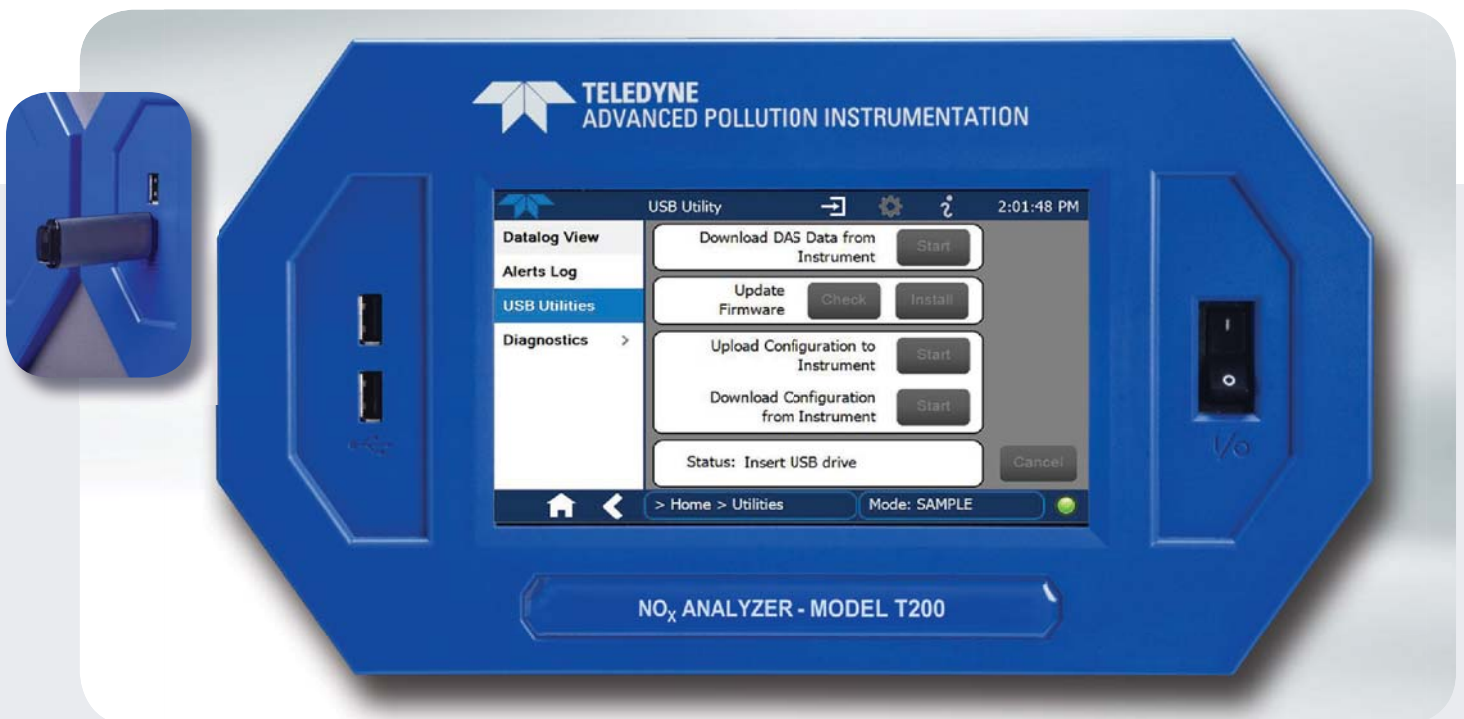 TELEDYNE
ADVANCED POLLUTION INSTRUMENTATION
USB Utility
2:01:48 PM
Datalog View
Alerts Log
USB Utilities
Diagnostics >
Download DAS Data from
Instrument
Start
Update
Firmware
Check
Install
Upload Configuration to
Instrument
Start
Download Configuration
from Instrument
Start
Status: Insert USB drive
Cancel
> Home > Utilities
Mode: SAMPLE
I
O
I/O
NOX ANALYZER - MODEL T200